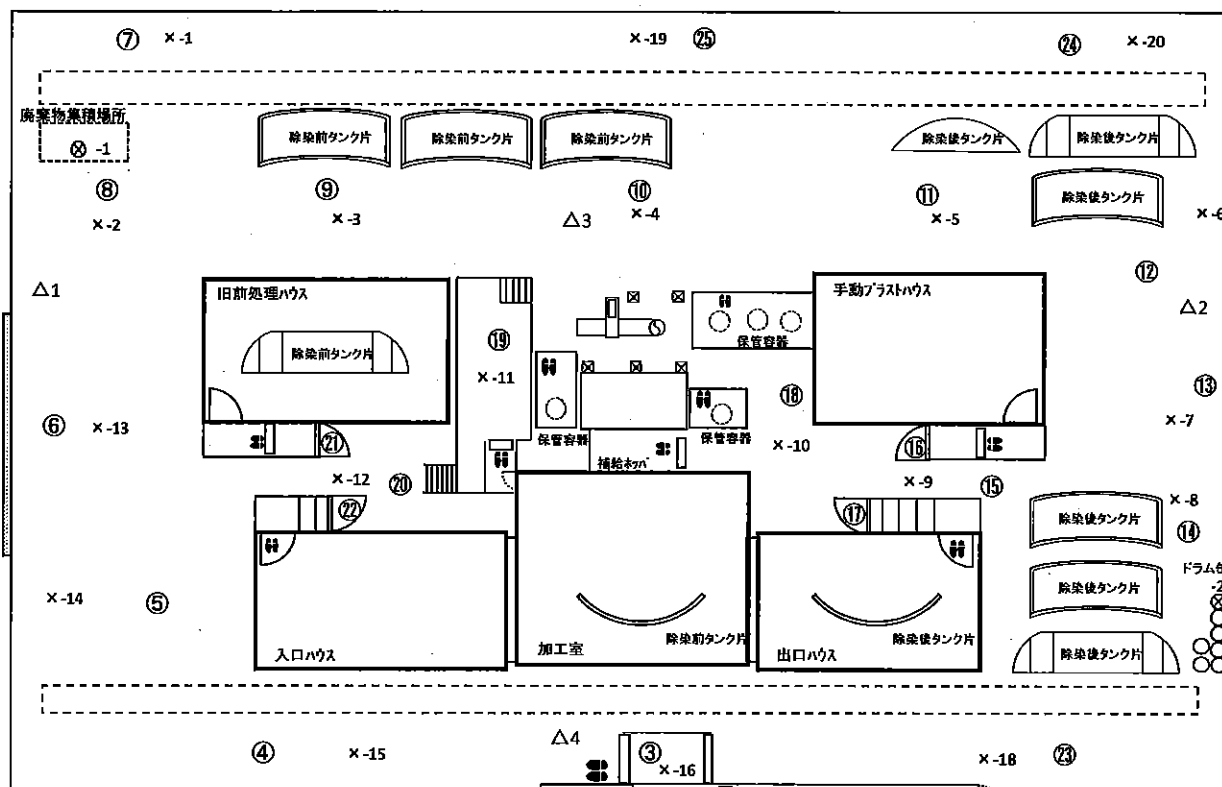 ⑦ ×-1 ×-19 ㉕ ㉔ ×-20
廃棄物集積場所
⊗ -1
除染前タンク片 除染前タンク片 除染前タンク片 除染後タンク片 除染後タンク片
⑧ ⑨ ⑩ ⑪ 除染後タンク片
×-2 ×-3 △3 ×-4 ×-5 ×-6
⑫
△1 旧前処理ハウス 手動ブラストハウス △2
保管容器
除染前タンク片 ⑲
×-11 ⑱ ⑬
⑥ ×-13 ㉑ 保管容器 保管容器 ×-10 ⑯ ×-7
補給ホッパ
×-12 ⑳ ×-9 ⑮
㉒ ⑰ ×-8
除染後タンク片 ⑭
ドラム缶
×-14 ⑤ 除染後タンク片 -2
除染前タンク片 除染後タンク片
入口ハウス 加工室 出口ハウス 除染後タンク片
④ ×-15 △4 ③ ×-16 ×-18 ㉓